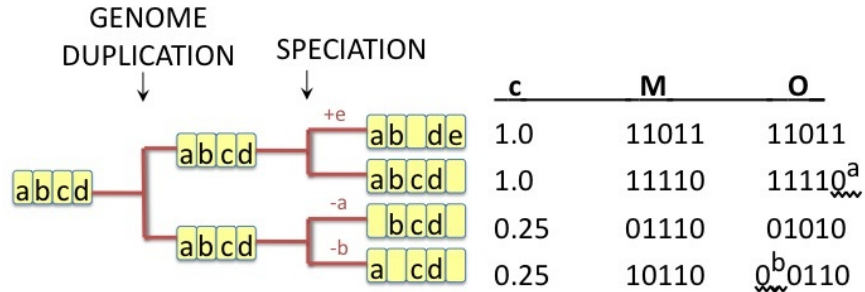 GENOME
DUPLICATION
SPECIATION
abcd
abcd
abcd
+e
ab de
abcd
-a
bcd
-b
a cd
c M O
1.0 11011 11011
1.0 11110 11110a
0.25 01110 01010
0.25 10110 0b0110